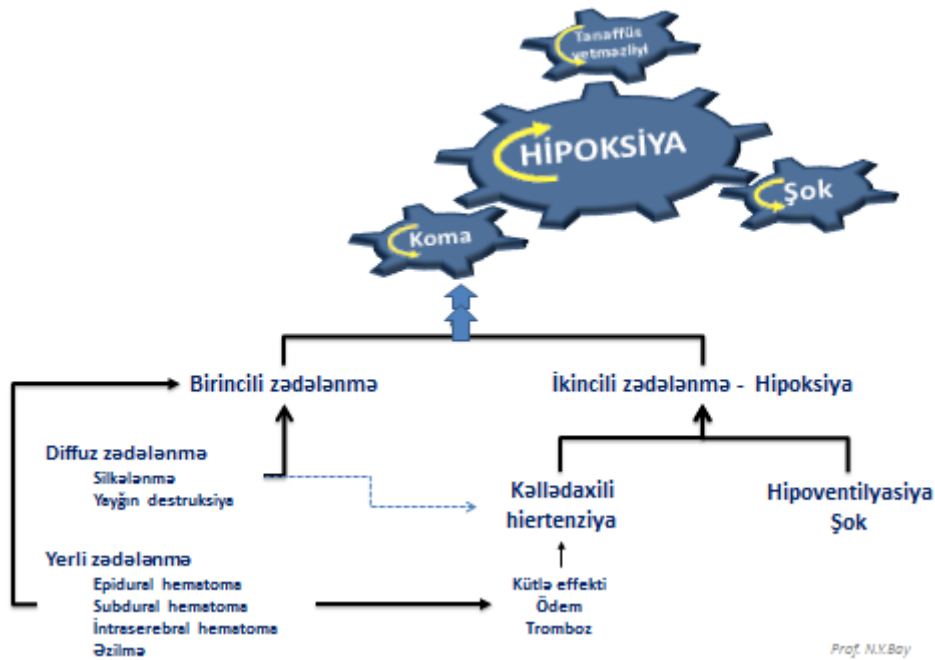 Tənəffüs
yetməzliyi
HİPOKSİYA
Şok
Koma
Birincili zədələnmə
İkincili zədələnmə - Hipoksiya
Diffuz zədələnmə
Silkələnmə
Yayğın destruksiya
Kəllədaxili
hiertenziya
Hipoventilyasiya
Şok
Yerli zədələnmə
Epidural hematoma
Subdural hematoma
İntraserebral hematoma
Əzilmə
Kütlə effekti
Ödem
Tromboz
Prof. N.Y.Bay